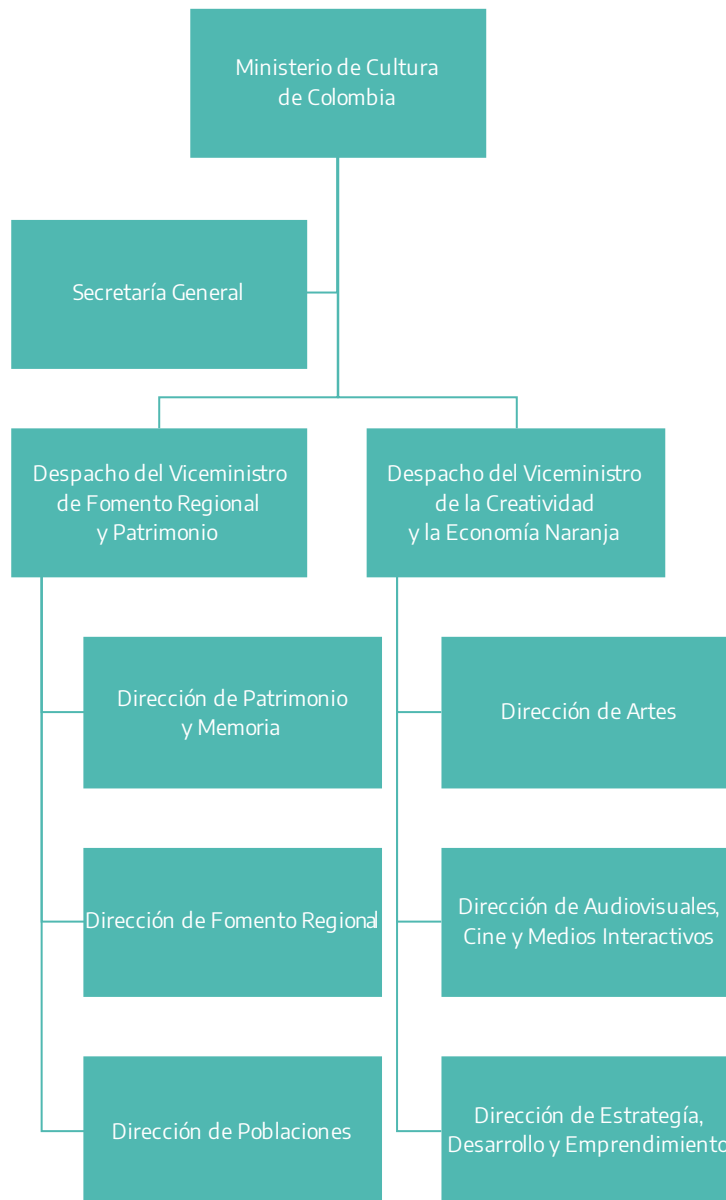 Ministerio de Cultura
de Colombia
Secretaría General
Despacho del Viceministro
de Fomento Regional
y Patrimonio
Despacho del Viceministro
de la Creatividad
y la Economía Naranja
Dirección de Patrimonio
y Memoria
Dirección de Artes
Dirección de Fomento Regional
Dirección de Audiovisuales,
Cine y Medios Interactivos
Dirección de Poblaciones
Dirección de Estrategía,
Desarrollo y Emprendimiento